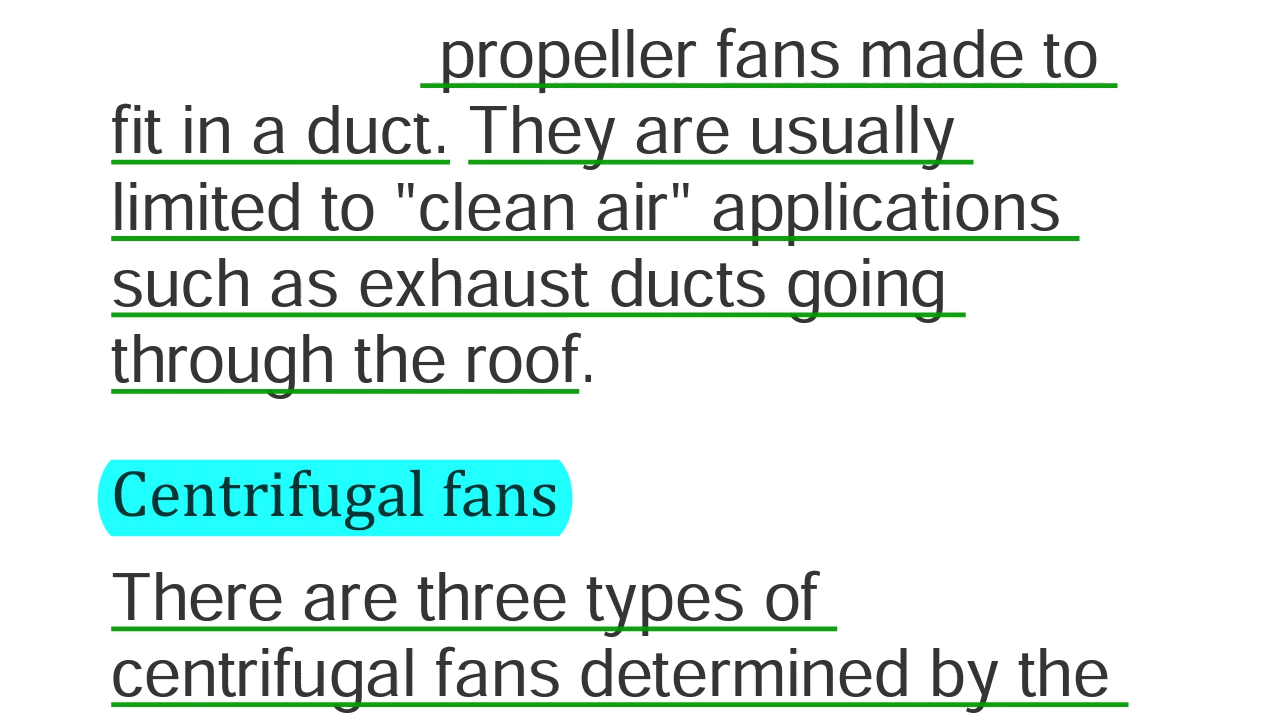 propeller fans made to
fit in a duct. They are usually
limited to "clean air" applications
such as exhaust ducts going
through the roof.
Centrifugal fans
There are three types of
centrifugal fans determined by the